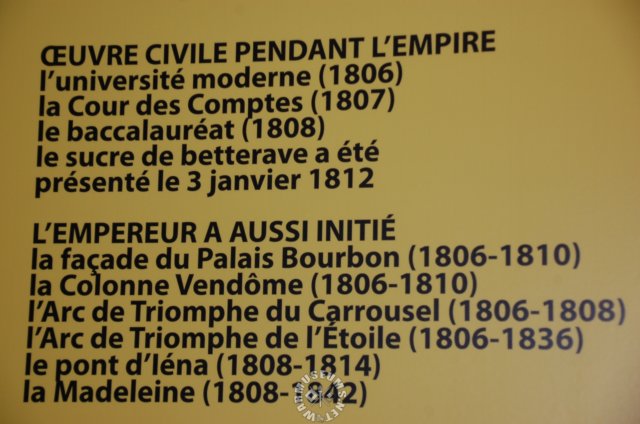 ŒUVRE CIVILE PENDANT L'EMPIRE
l'université moderne (1806)
la Cour des Comptes (1807)
le baccalauréat (1808)
le sucre de betterave a été
présenté le 3 janvier 1812
L'EMPEREUR A AUSSI INITIÉ
la façade du Palais Bourbon (1806-1810)
la Colonne Vendôme (1806-1810)
l'Arc de Triomphe du Carrousel (1806-1808)
l'Arc de Triomphe de l'Étoile (1806-1836)
le pont d'Iéna (1808-1814)
la Madeleine (1808-1842)
WARMUSEUMS.NET